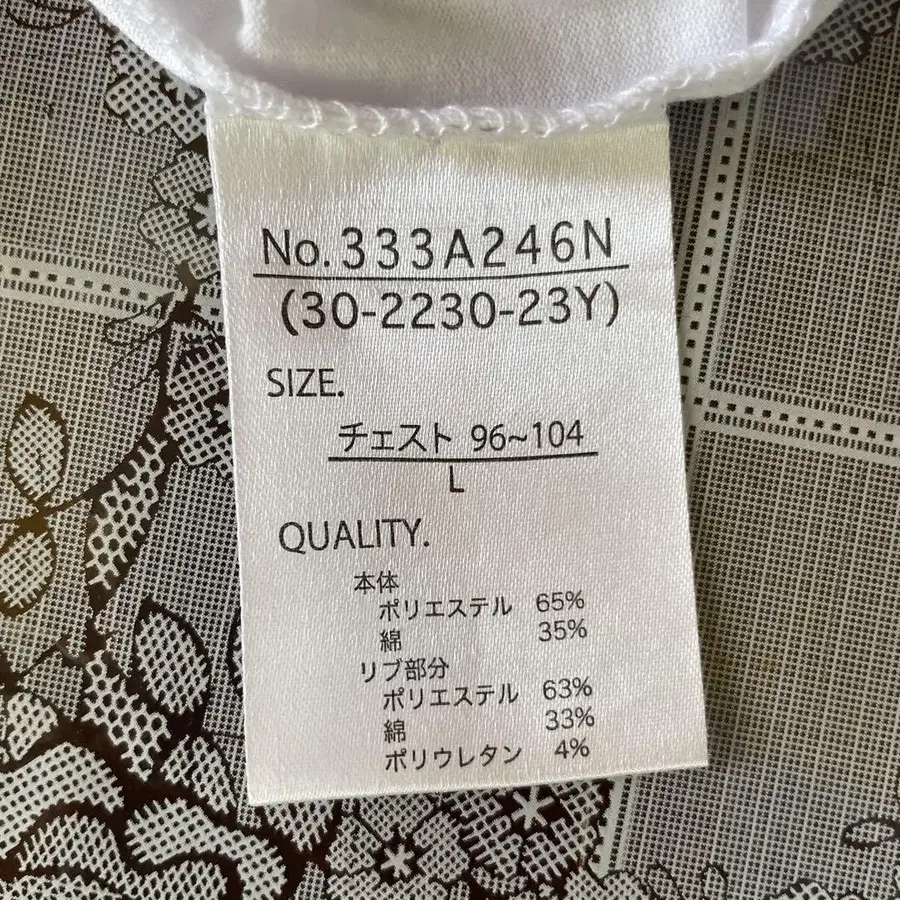 No.333A246N
(30-2230-23Y)
SIZE.
チェスト 96~104
L
QUALITY.
本体
ポリエステル 65%
綿 35%
リブ部分
ポリエステル 63%
綿 33%
ポリウレタン 4%